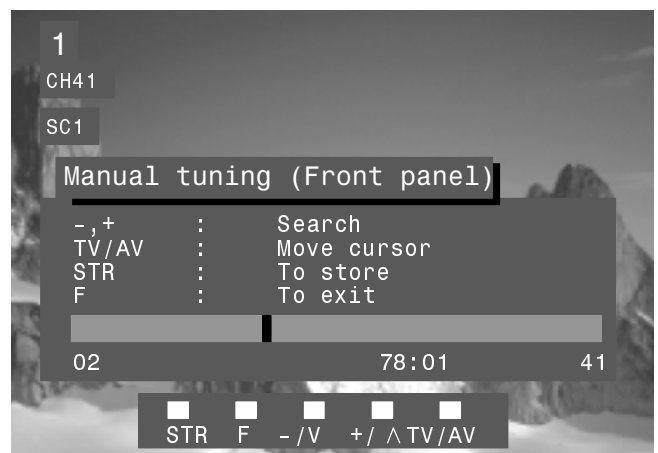 1
CH41
SC1
Manual tuning (Front panel)
-,+ : Search
TV/AV : Move cursor
STR : To store
F : To exit
02 78:01 41
STR F -/V +/ ∧ TV/AV